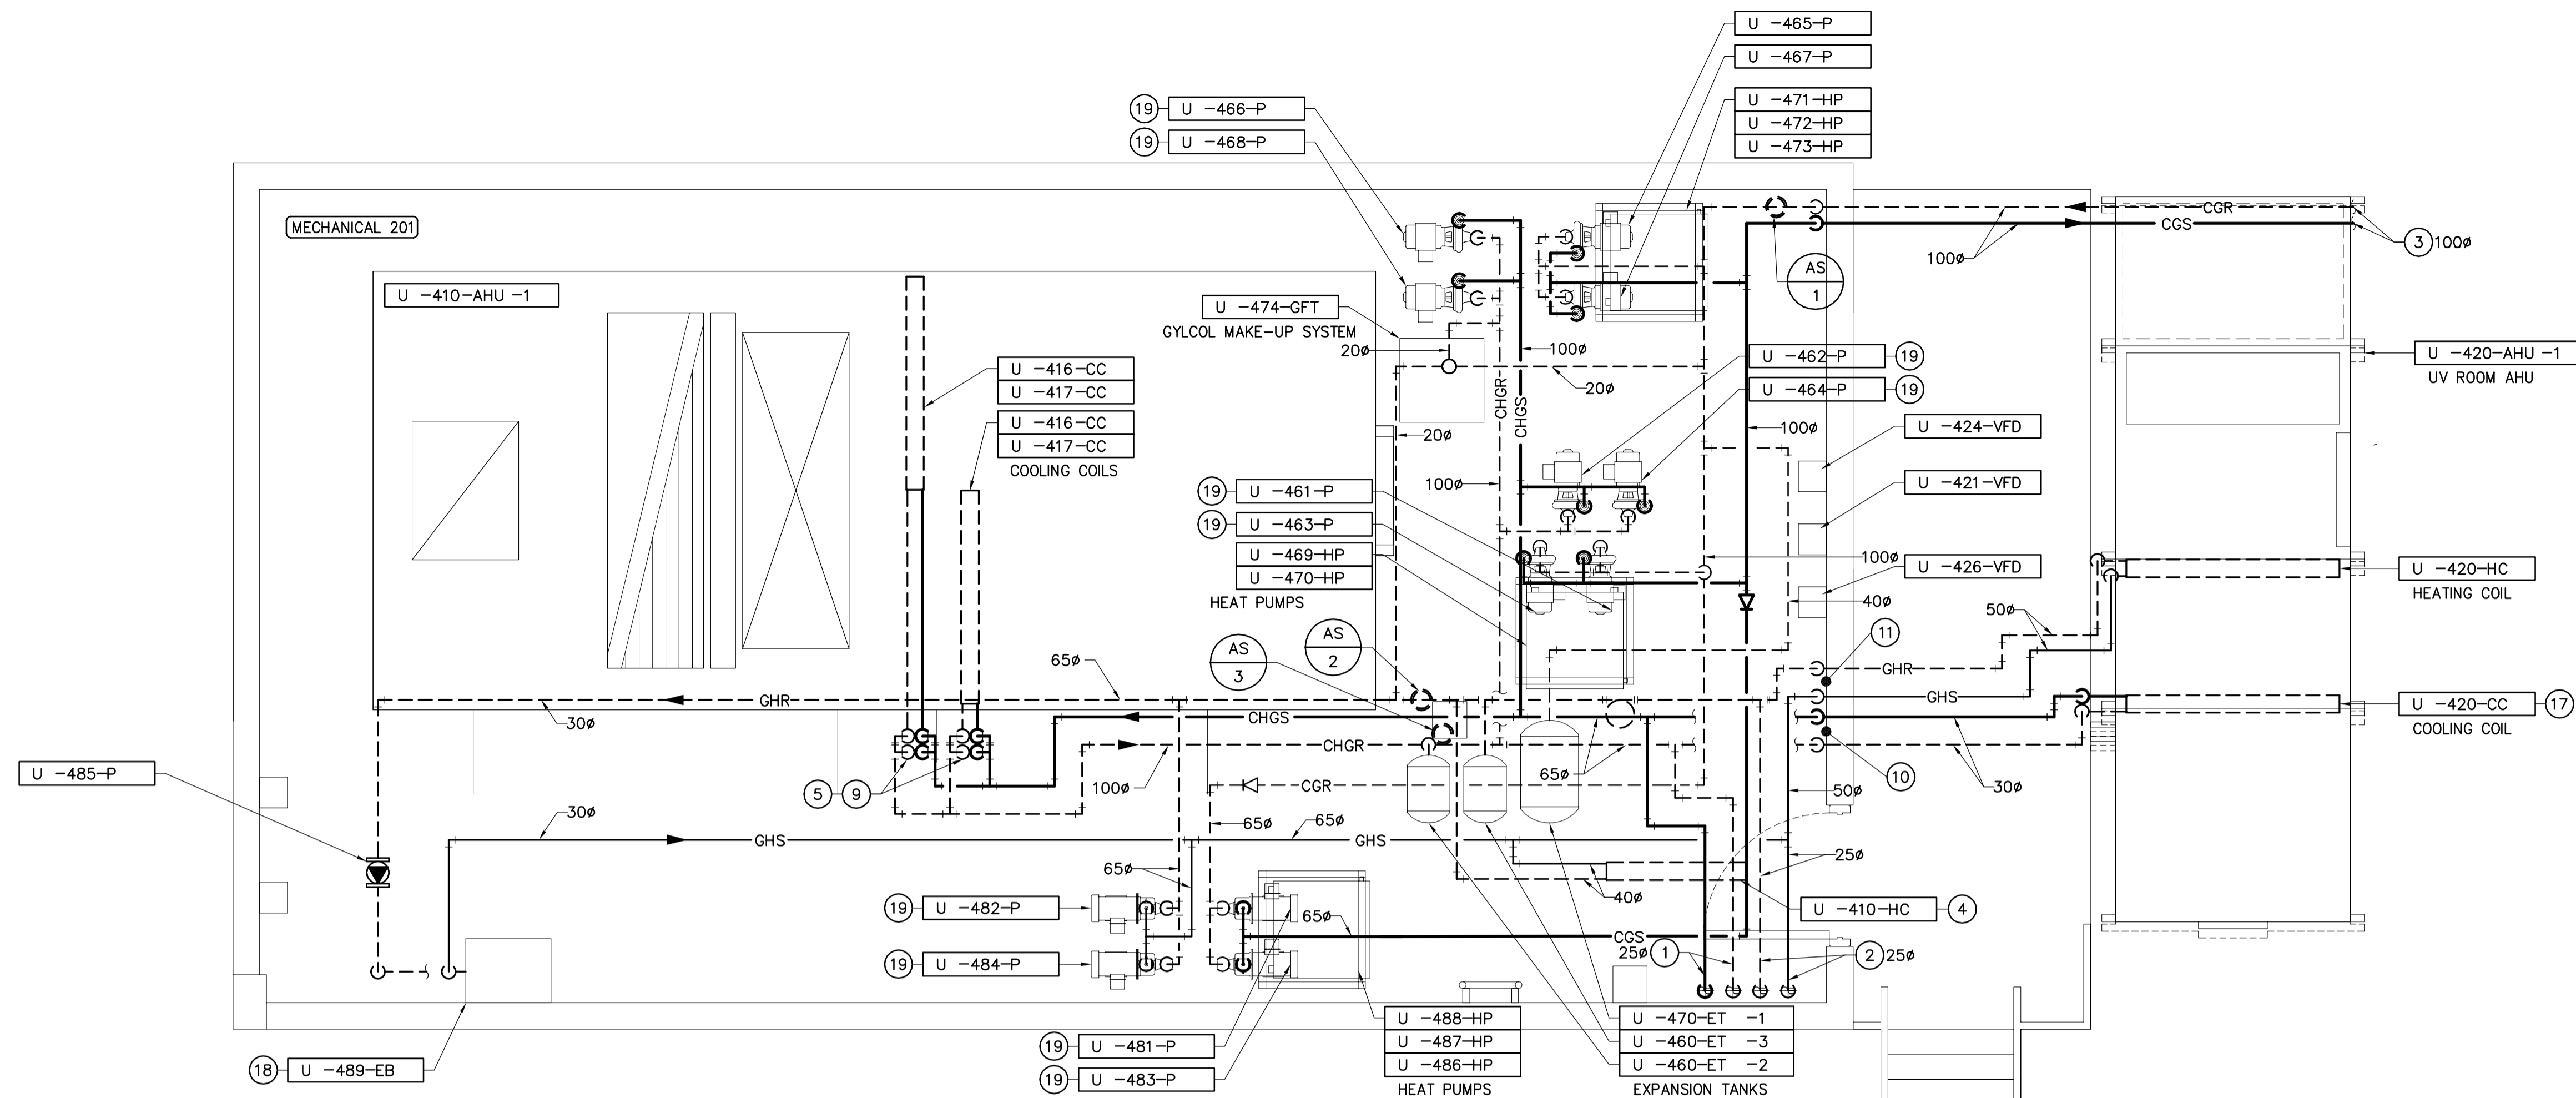 U -465-P
U -467-P
19 U -466-P
U -471-HP
U -472-HP
19 U -468-P
U -473-HP
MECHANICAL 201
CGR
CGS
3 100ø
100ø
AS
1
U -410-AHU -1
U -474-GFT
GYLCOL MAKE-UP SYSTEM
20ø
100ø
U -462-P 19
U -420-AHU -1
UV ROOM AHU
U -416-CC
U -417-CC
20ø
U -464-P 19
CHGR
CHGS
U -416-CC
U -417-CC
COOLING COILS
20ø
100ø
U -424-VFD
100ø
U -421-VFD
19 U -461-P
19 U -463-P
U -469-HP
U -470-HP
HEAT PUMPS
100ø
U -426-VFD
U -420-HC
HEATING COIL
40ø
50ø
11
AS
2
AS
3
65ø
GHR
GHR
GHS
30ø
CHGS
U -420-CC 17
COOLING COIL
CHGR
U -485-P
65ø
10
5 9
100ø
CGR
30ø
50ø
30ø
65ø
65ø
GHS
GHS
25ø
65ø
40ø
19 U -482-P
65ø
U -410-HC 4
CGS
25ø 1
2 25ø
19 U -484-P
U -488-HP
U -487-HP
U -486-HP
HEAT PUMPS
U -470-ET -1
U -460-ET -3
U -460-ET -2
EXPANSION TANKS
19 U -481-P
18 U -489-EB
19 U -483-P